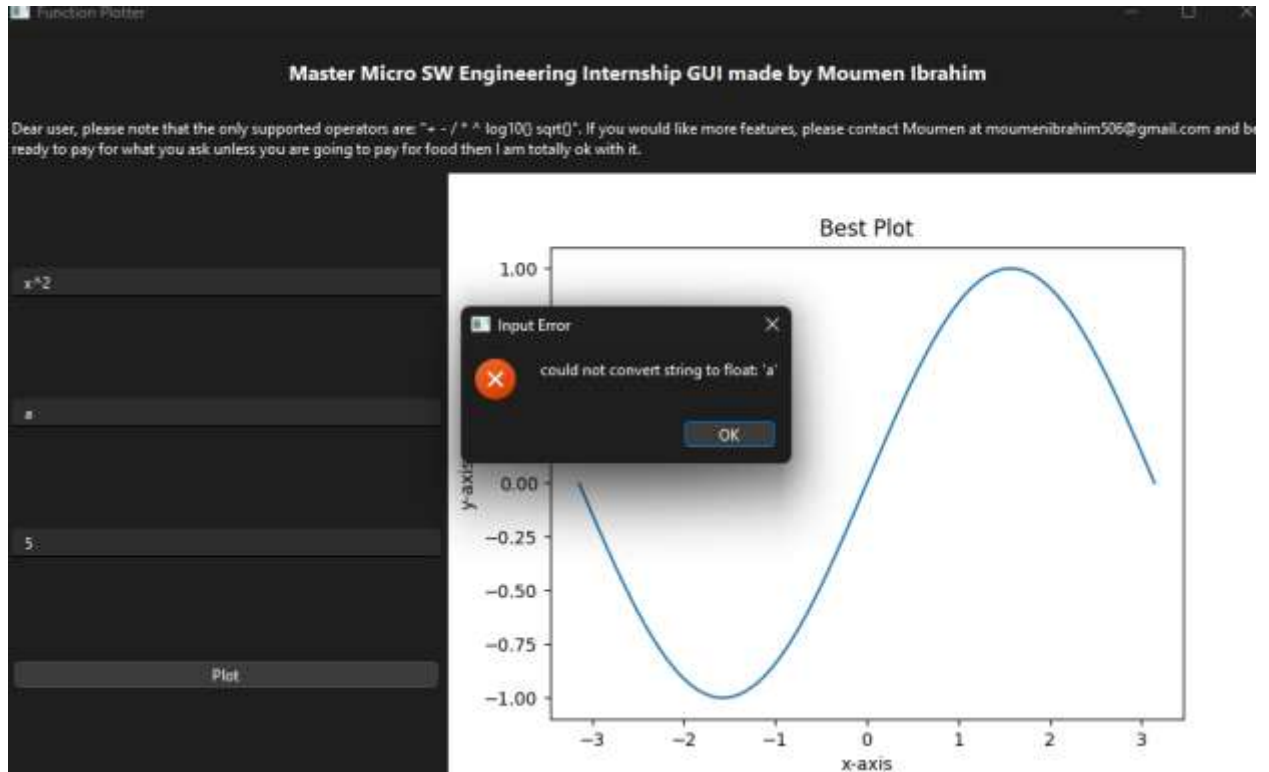 Function Plotter
Master Micro SW Engineering Internship GUI made by Moumen Ibrahim
Dear user, please note that the only supported operators are: "+ - / * ^ log10() sqrt()". If you would like more features, please contact Moumen at moumenibrahim506@gmail.com and be
ready to pay for what you ask unless you are going to pay for food then I am totally ok with it.
x^2
a
5
Plot
Best Plot
1.00
0.00
−0.25
−0.50
−0.75
−1.00
y-axis
−3 −2 −1 0 1 2 3
x-axis
Input Error
could not convert string to float: 'a'
OK